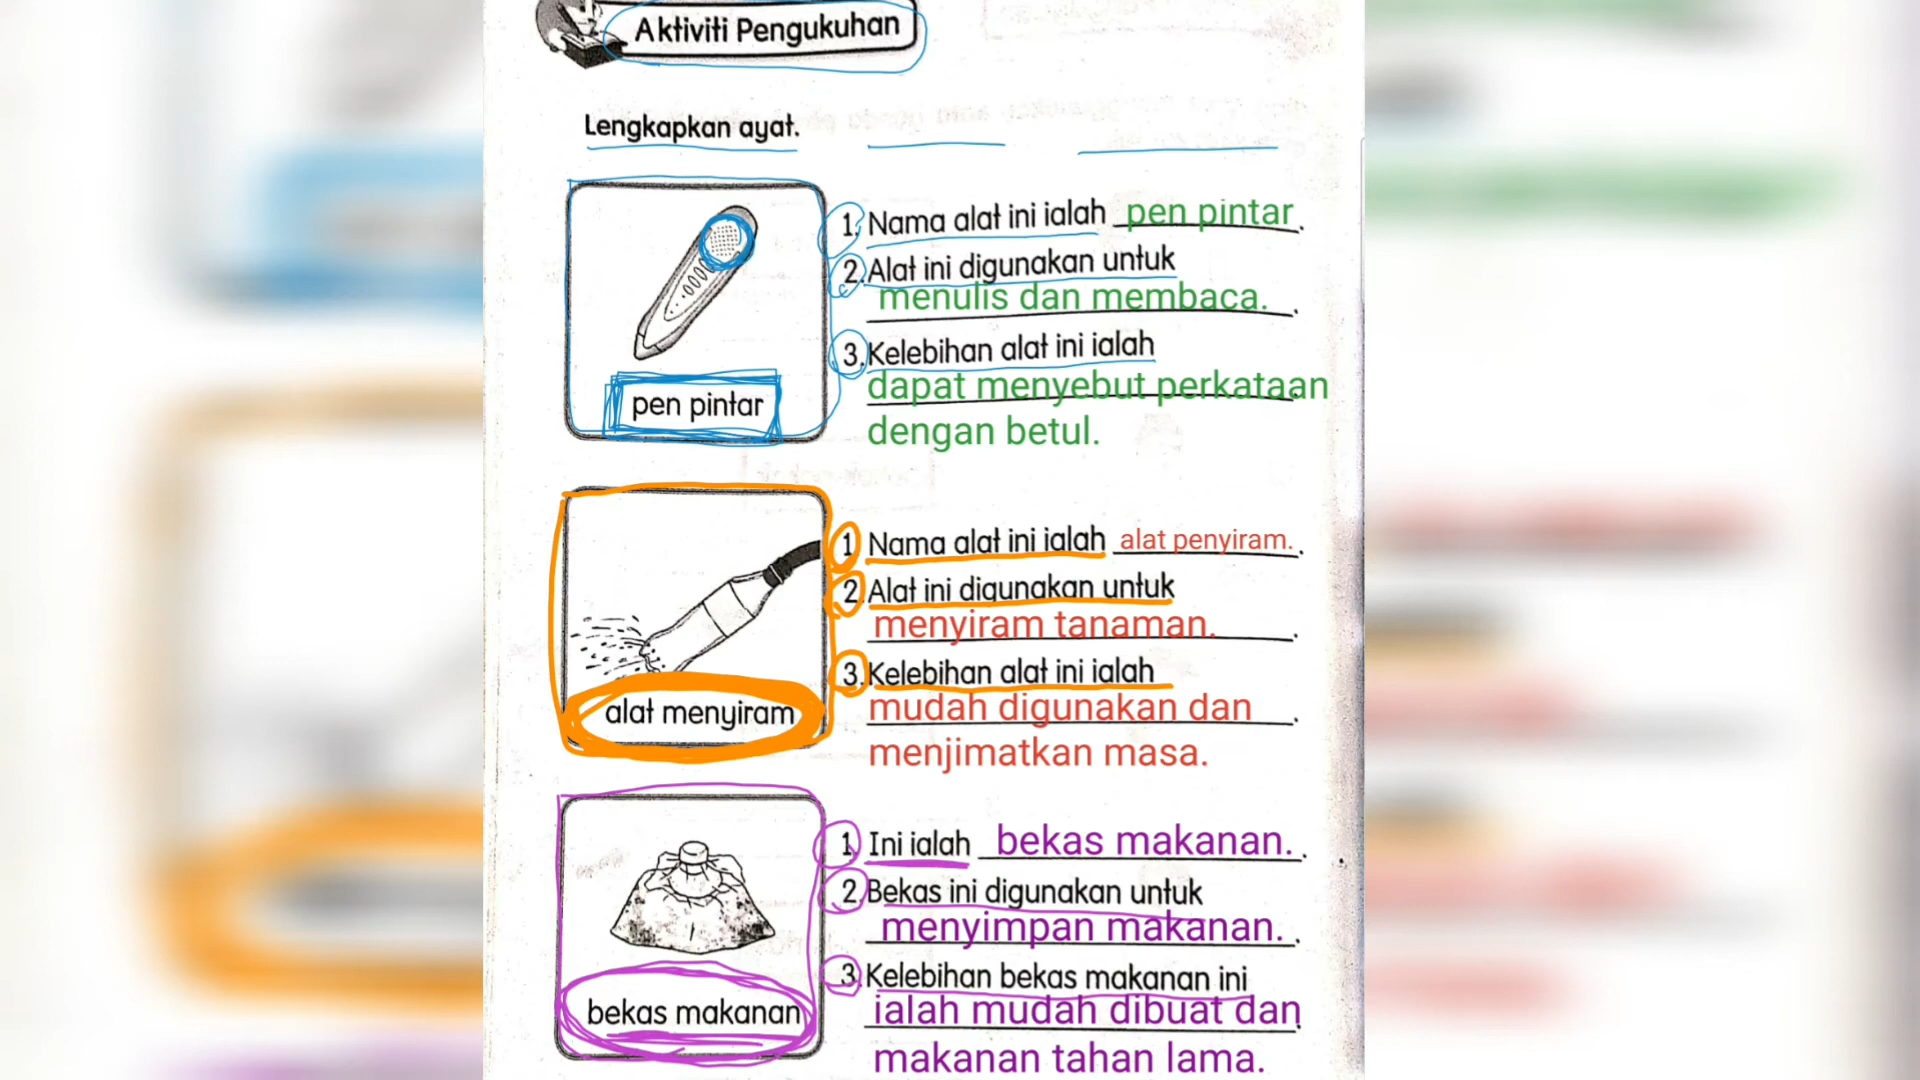 Aktiviti Pengukuhan
Lengkapkan ayat.
pen pintar
1. Nama alat ini ialah pen pintar.
2. Alat ini digunakan untuk
menulis dan membaca. .
3. Kelebihan alat ini ialah
dapat menyebut perkataan
dengan betul.
alat menyiram
1 Nama alat ini ialah alat penyiram. .
2. Alat ini digunakan untuk
menyiram tanaman. .
3. Kelebihan alat ini ialah
mudah digunakan dan .
menjimatkan masa.
bekas makanan
1 Ini ialah bekas makanan. .
2 Bekas ini digunakan untuk
menyimpan makanan. .
3. Kelebihan bekas makanan ini
ialah mudah dibuat dan
makanan tahan lama.